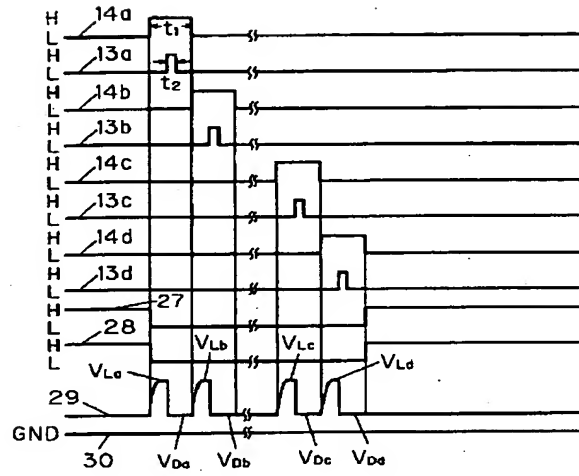 H 14a
L t₁
H 13a
L t₂
H 14b
L
H 13b
L
H 14c
L
H 13c
L
H 14d
L
H 13d
L
H 27
L
H 28
L
VLa VLb VLc VLd
29
GND
30 VDa VDb VDc VDd